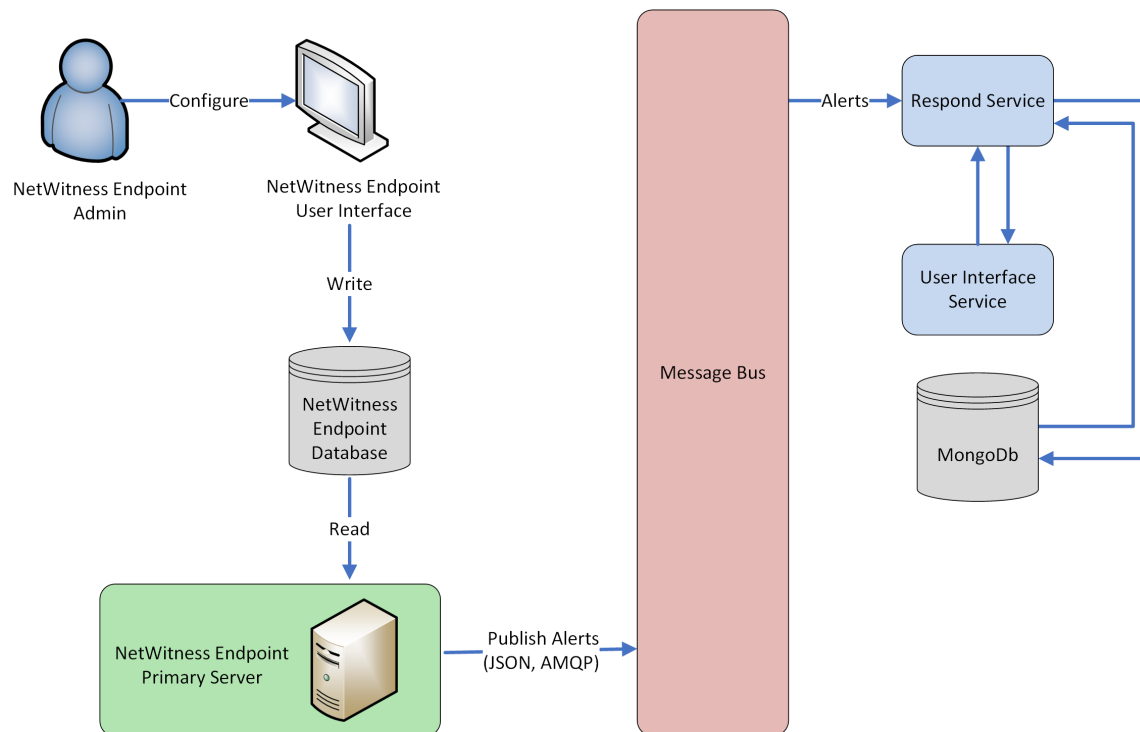 Configure
NetWitness Endpoint
Admin
NetWitness Endpoint
User Interface
Write
NetWitness
Endpoint
Database
Read
NetWitness Endpoint
Primary Server
Publish Alerts
(JSON, AMQP)
Message Bus
Alerts
Respond Service
User Interface
Service
MongoDb